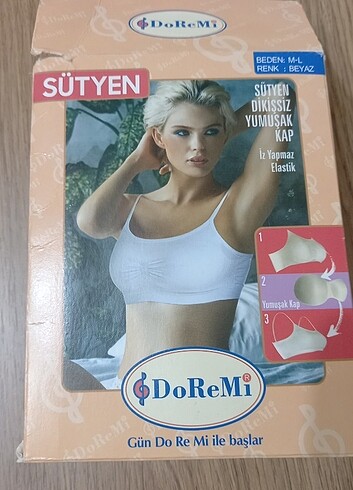 DoReMi
BEDEN: M-L
RENK : BEYAZ
SÜTYEN
SÜTYEN
DİKİŞSİZ
YUMUŞAK
KAP
İz Yapmaz
Elastik
1
2
Yumuşak Kap
3
DoReMi®
Gün Do Re Mi ile başlar